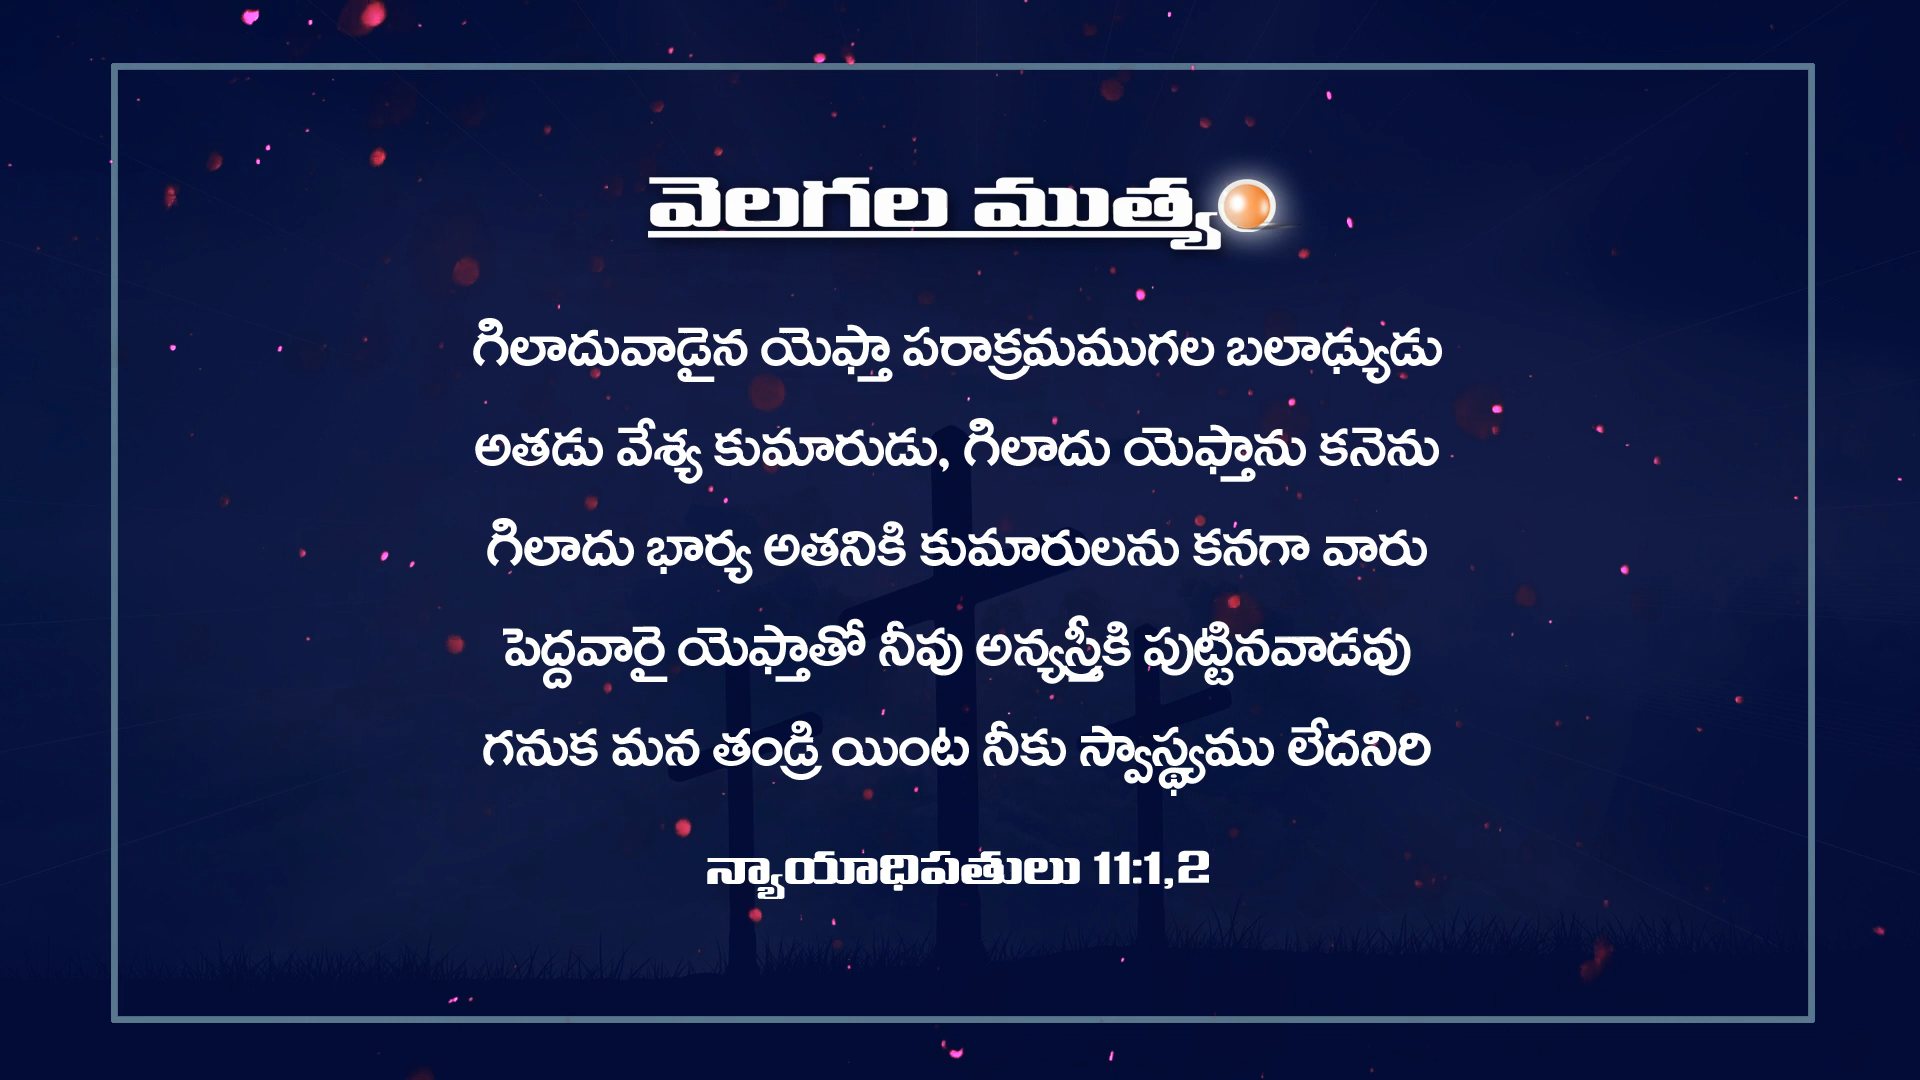 వెలగల ముత్యం
గిలాదువాడైన యెఫ్తా పరాక్రమముగల బలాఢ్యుడు
అతడు వేశ్య కుమారుడు, గిలాదు యెఫ్తాను కనెను
గిలాదు భార్య అతనికి కుమారులను కనగా వారు
పెద్దవారై యెఫ్తాతో నీవు అన్యస్త్రీకి పుట్టినవాడవు
గనుక మన తండ్రి యింట నీకు స్వాస్థ్యము లేదనిరి
న్యాయాధిపతులు 11:1,2